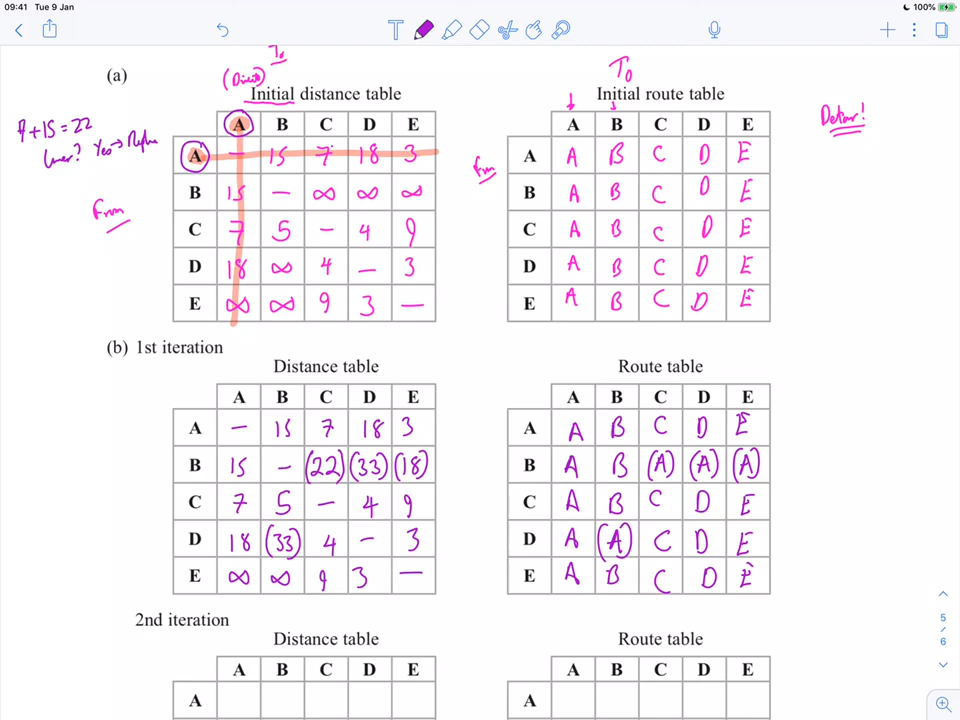 09:41 Tue 9 Jan
100%
(a)
(Direct) To
Initial distance table
A B C D E
A — 15 7 18 3
B 15 — ∞ ∞ ∞
C 7 5 — 4 9
D 18 ∞ 4 — 3
E ∞ ∞ 9 3 —
7+15=22
Lower? Yes→
From
To
Initial route table
A B C D E
From
A A B C D E
B A B C D E
C A B C D E
D A B C D E
E A B C D E
Detour!
(b) 1st iteration
Distance table
A B C D E
A — 15 7 18 3
B 15 — (22) (33) (18)
C 7 5 — 4 9
D 18 (33) 4 — 3
E ∞ ∞ 9 3 —
Route table
A B C D E
A A B C D E
B A B (A) (A) (A)
C A B C D E
D A (A) C D E
E A B C D E
2nd iteration
Distance table
A B C D E
A
Route table
A B C D E
A
5
/
6